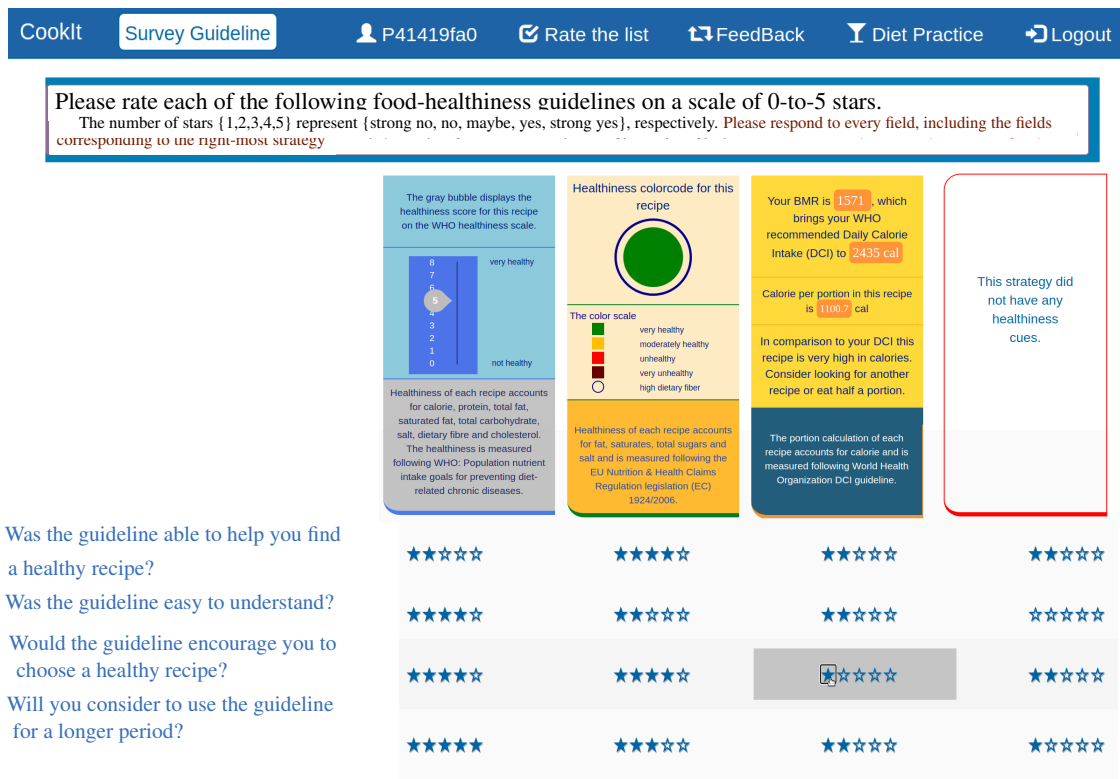 CookIt
Survey Guideline
P41419fa0
Rate the list
FeedBack
Diet Practice
Logout
Please rate each of the following food-healthiness guidelines on a scale of 0-to-5 stars.
The number of stars {1,2,3,4,5} represent {strong no, no, maybe, yes, strong yes}, respectively. Please respond to every field, including the fields
corresponding to the right-most strategy
The gray bubble displays the
healthiness score for this recipe
on the WHO healthiness scale.
8
very healthy
7
6
5
4
3
2
1
0
not healthy
Healthiness of each recipe accounts
for calorie, protein, total fat,
saturated fat, total carbohydrate,
salt, dietary fibre and cholesterol.
The healthiness is measured
following WHO: Population nutrient
intake goals for preventing diet-
related chronic diseases.
Healthiness colorcode for this
recipe
The color scale
very healthy
moderately healthy
unhealthy
very unhealthy
high dietary fiber
Healthiness of each recipe accounts
for fat, saturates, total sugars and
salt and is measured following the
EU Nutrition & Health Claims
Regulation legislation (EC)
1924/2006.
Your BMR is 1571 , which
brings your WHO
recommended Daily Calorie
Intake (DCI) to 2435 cal
Calorie per portion in this recipe
is 1100.7 cal
In comparison to your DCI this
recipe is very high in calories.
Consider looking for another
recipe or eat half a portion.
The portion calculation of each
recipe accounts for calorie and is
measured following World Health
Organization DCI guideline.
This strategy did
not have any
healthiness
cues.
Was the guideline able to help you find
a healthy recipe?
Was the guideline easy to understand?
Would the guideline encourage you to
choose a healthy recipe?
Will you consider to use the guideline
for a longer period?